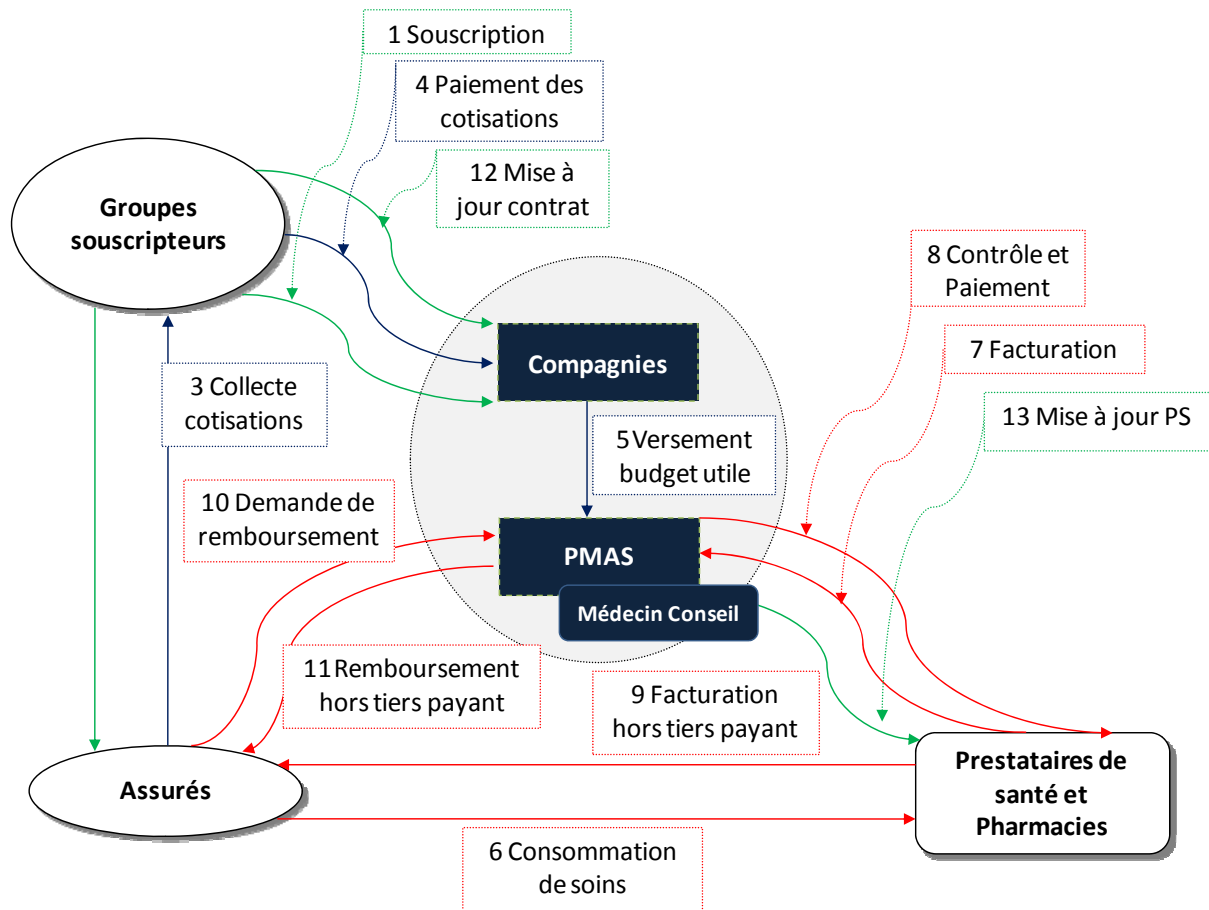 1 Souscription
4 Paiement des
cotisations
12 Mise à
jour contrat
Groupes
souscripteurs
8 Contrôle et
Paiement
7 Facturation
13 Mise à jour PS
Compagnies
3 Collecte
cotisations
5 Versement
budget utile
10 Demande de
remboursement
PMAS
Médecin Conseil
11 Remboursement
hors tiers payant
9 Facturation
hors tiers payant
Assurés
Prestataires de
santé et
Pharmacies
6 Consommation
de soins